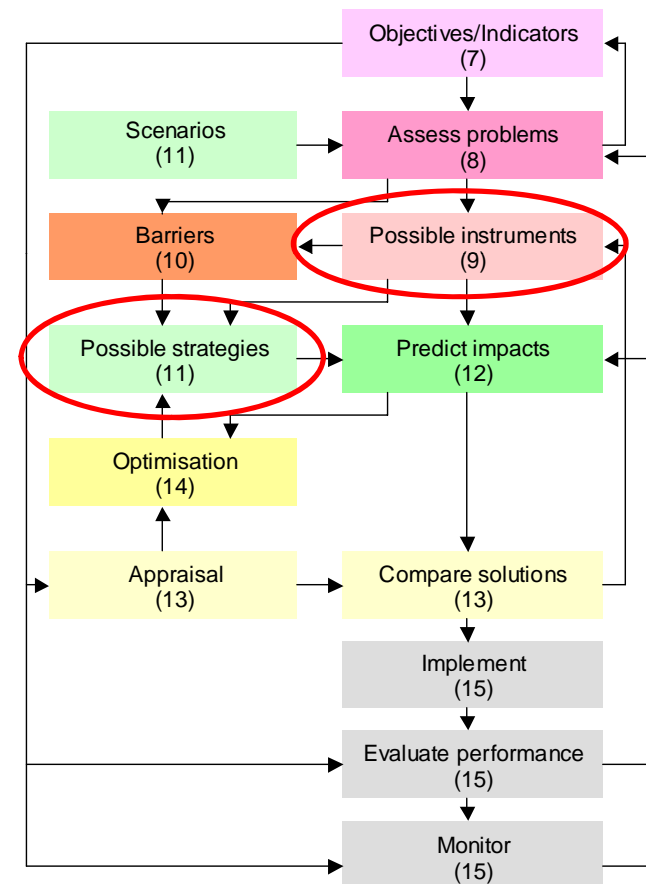 Objectives/Indicators
(7)
Scenarios
(11)
Assess problems
(8)
Barriers
(10)
Possible instruments
(9)
Possible strategies
(11)
Predict impacts
(12)
Optimisation
(14)
Appraisal
(13)
Compare solutions
(13)
Implement
(15)
Evaluate performance
(15)
Monitor
(15)